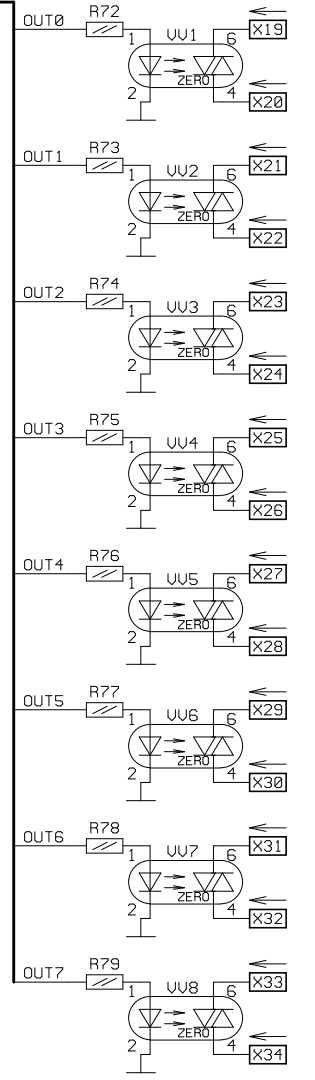 OUT0 R72 1 VV1 6 X19
2 ZERO 4 X20
OUT1 R73 1 VV2 6 X21
2 ZERO 4 X22
OUT2 R74 1 VV3 6 X23
2 ZERO 4 X24
OUT3 R75 1 VV4 6 X25
2 ZERO 4 X26
OUT4 R76 1 VV5 6 X27
2 ZERO 4 X28
OUT5 R77 1 VV6 6 X29
2 ZERO 4 X30
OUT6 R78 1 VV7 6 X31
2 ZERO 4 X32
OUT7 R79 1 VV8 6 X33
2 ZERO 4 X34